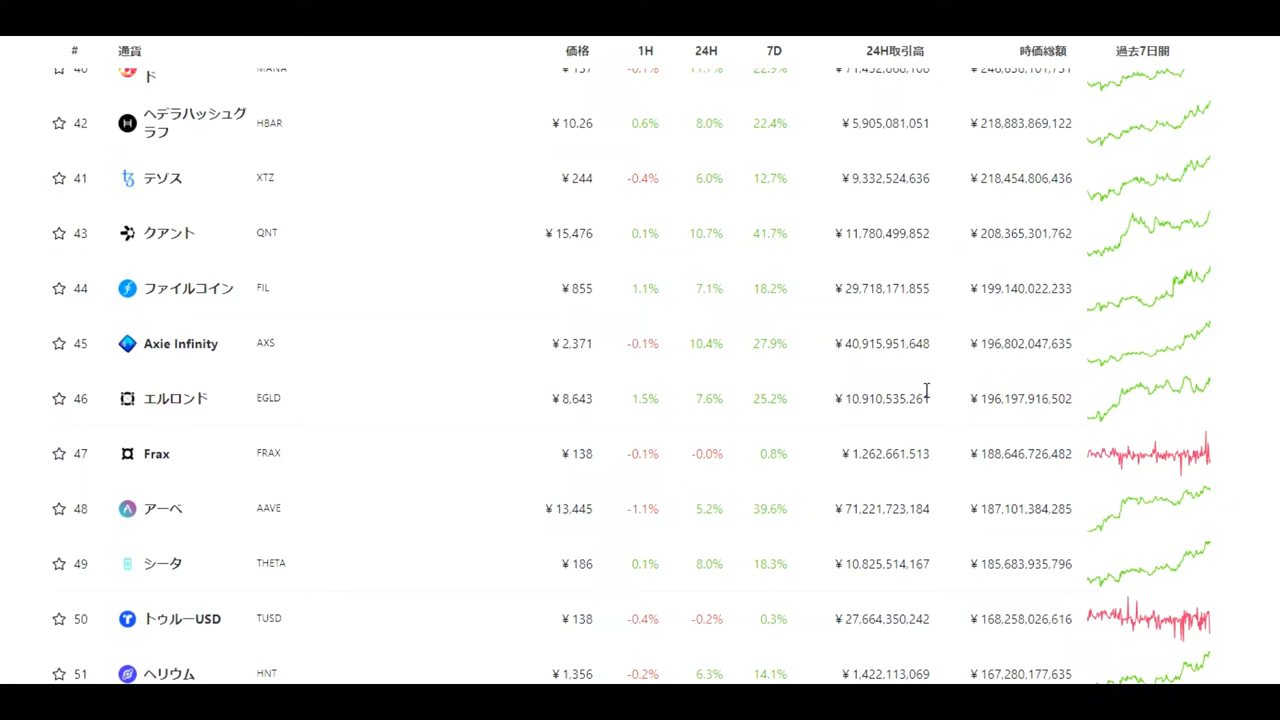 # 通貨 価格 1H 24H 7D 24H取引高 時価総額 過去7日間
ド
42 ヘデラハッシュグラフ HBAR ¥10.26 0.6% 8.0% 22.4% ¥5,905,081,051 ¥218,883,869,122
41 テゾス XTZ ¥244 -0.4% 6.0% 12.7% ¥9,332,524,636 ¥218,454,806,436
43 クアント QNT ¥15,476 0.1% 10.7% 41.7% ¥11,780,499,852 ¥208,365,301,762
44 ファイルコイン FIL ¥855 1.1% 7.1% 18.2% ¥29,718,171,855 ¥199,140,022,233
45 Axie Infinity AXS ¥2,371 -0.1% 10.4% 27.9% ¥40,915,951,648 ¥196,802,047,635
46 エルロンド EGLD ¥8,643 1.5% 7.6% 25.2% ¥10,910,535,261 ¥196,197,916,502
47 Frax FRAX ¥138 -0.1% -0.0% 0.8% ¥1,262,661,513 ¥188,646,726,482
48 アーベ AAVE ¥13,445 -1.1% 5.2% 39.6% ¥71,221,723,184 ¥187,101,384,285
49 シータ THETA ¥186 0.1% 8.0% 18.3% ¥10,825,514,167 ¥185,683,935,796
50 トゥルーUSD TUSD ¥138 -0.4% -0.2% 0.3% ¥27,664,350,242 ¥168,258,026,616
51 ヘリウム HNT ¥1,356 -0.2% 6.3% 14.1% ¥1,422,113,069 ¥167,280,177,635